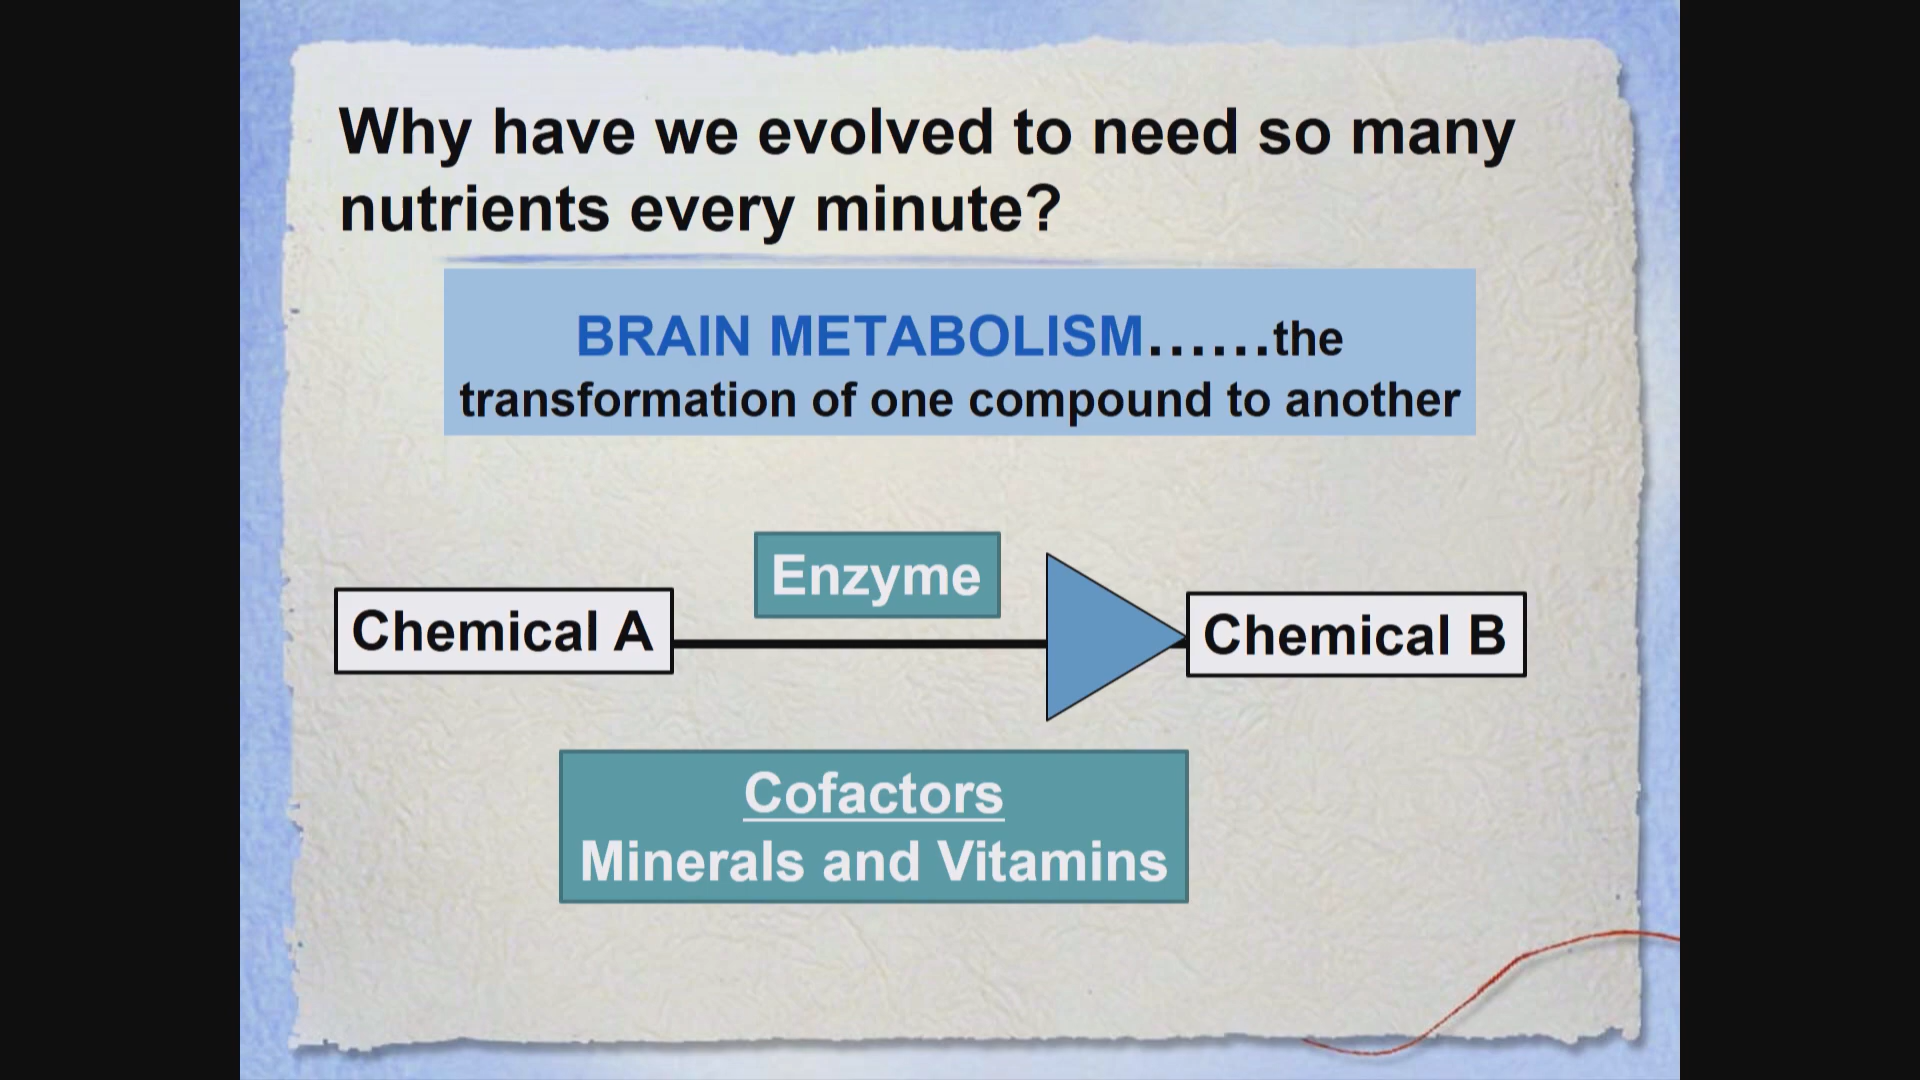 Why have we evolved to need so many
nutrients every minute?
BRAIN METABOLISM......the
transformation of one compound to another
Enzyme
Chemical A
Chemical B
Cofactors
Minerals and Vitamins